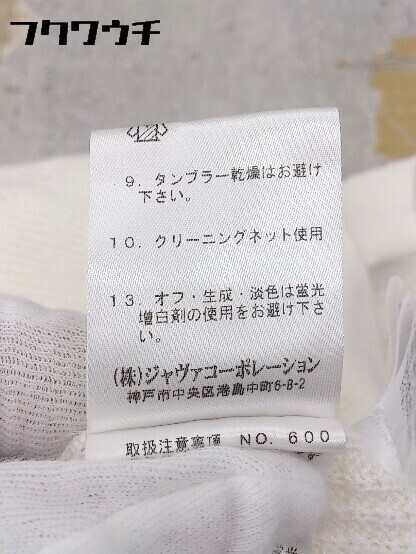 フクワウチ
9. タンブラー乾燥はお避け
下さい。
10. クリーニングネット使用
13. オフ・生成・淡色は蛍光
増白剤の使用をお避け下さ
い。
(株)ジャヴァコーポレーション
神戸市中央区港島中町6-8-2
取扱注意事項 NO. 600